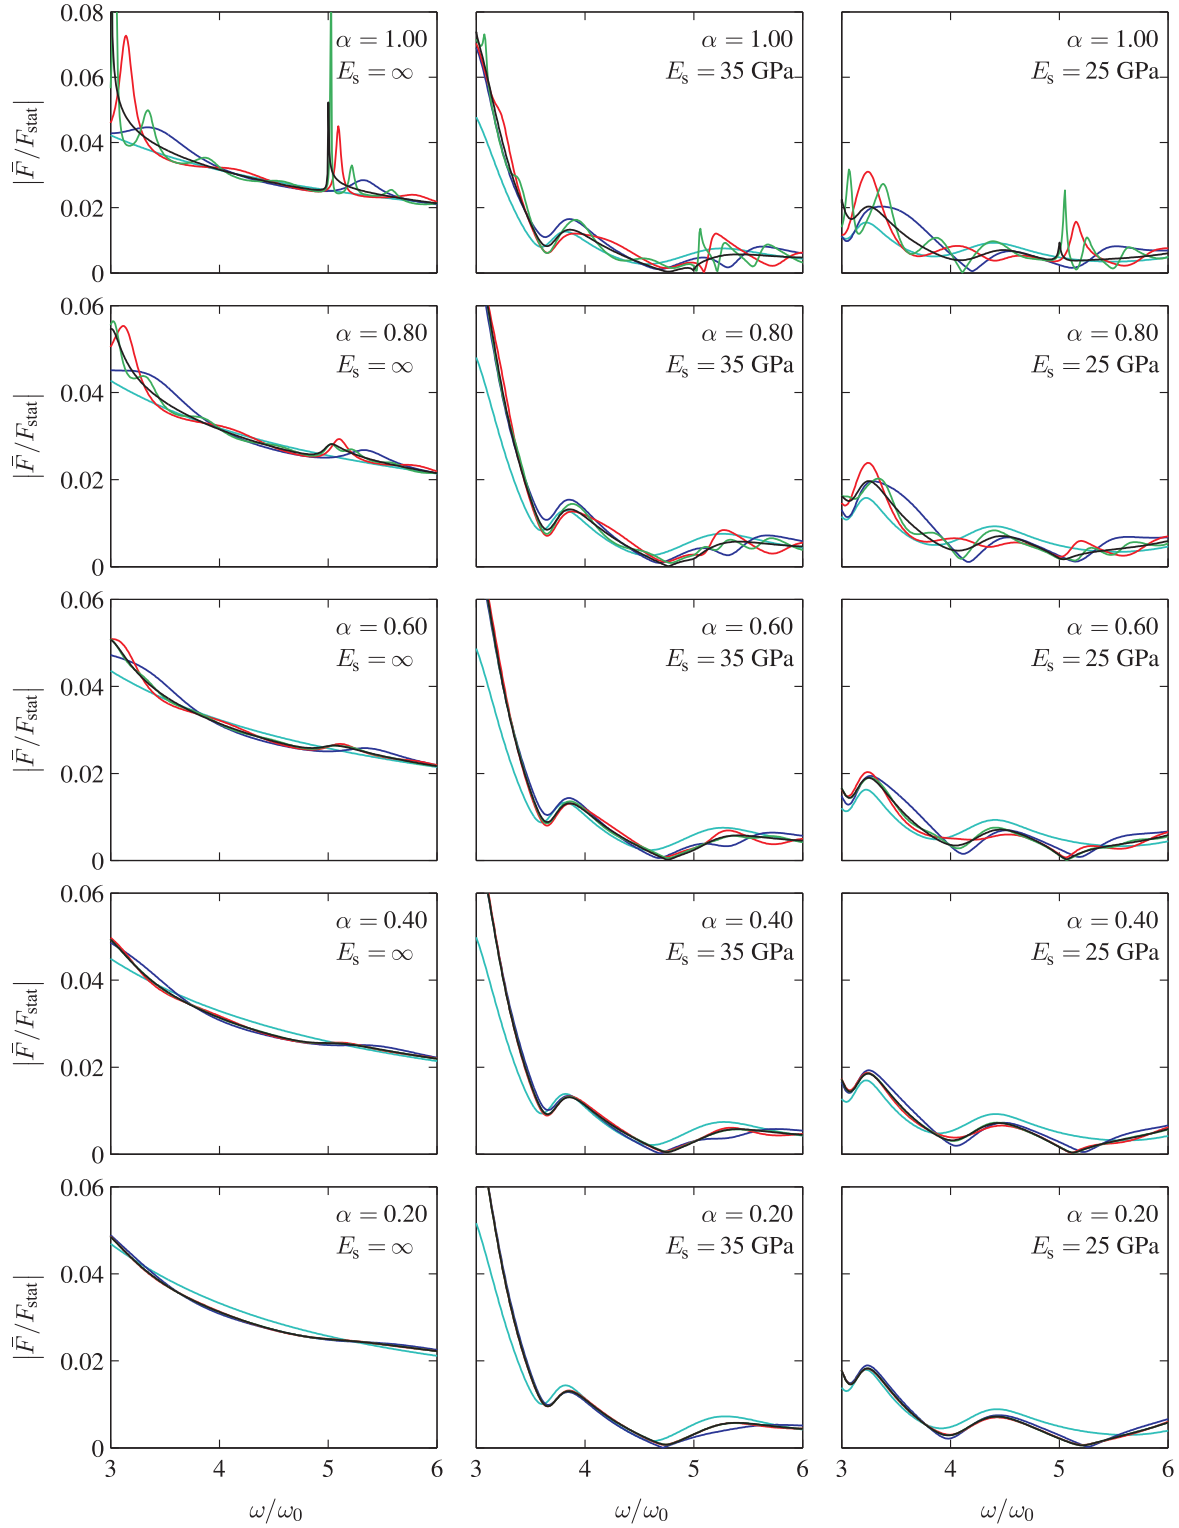 0.08
0.06
0.04
0.02
0
|F̄/F_stat|
α = 1.00
E_s = ∞
α = 1.00
E_s = 35 GPa
α = 1.00
E_s = 25 GPa
0.06
0.04
0.02
0
|F̄/F_stat|
α = 0.80
E_s = ∞
α = 0.80
E_s = 35 GPa
α = 0.80
E_s = 25 GPa
0.06
0.04
0.02
0
|F̄/F_stat|
α = 0.60
E_s = ∞
α = 0.60
E_s = 35 GPa
α = 0.60
E_s = 25 GPa
0.06
0.04
0.02
0
|F̄/F_stat|
α = 0.40
E_s = ∞
α = 0.40
E_s = 35 GPa
α = 0.40
E_s = 25 GPa
0.06
0.04
0.02
0
|F̄/F_stat|
α = 0.20
E_s = ∞
α = 0.20
E_s = 35 GPa
α = 0.20
E_s = 25 GPa
3 4 5 6
3 4 5 6
3 4 5 6
ω/ω₀
ω/ω₀
ω/ω₀